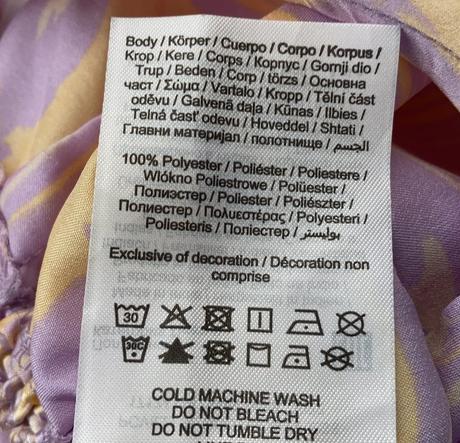 Body / Körper / Cuerpo / Corpo / Korpus /
Krop / Kere / Corps / Корпус / Gornji dio /
Trup / Beden / Corp / törzs / Основна
част / Σώμα / Vartalo / Kropp / Tělní část
oděvu / Galvenā daļa / Kūnas / Ilbies /
Telná časť odevu / Hoveddel / Shtati /
Главни материјал / полотнище / الجسم
100% Polyester / Poliéster / Poliestere /
Włókno Poliestrowe / Polüester /
Полиэстер / Poliester / Poliészter /
Полиестер / Πολυεστέρας / Polyesteri /
Poliesteris / Поліестер / بوليستر
Exclusive of decoration / Décoration non
comprise
30
30C
COLD MACHINE WASH
DO NOT BLEACH
DO NOT TUMBLE DRY